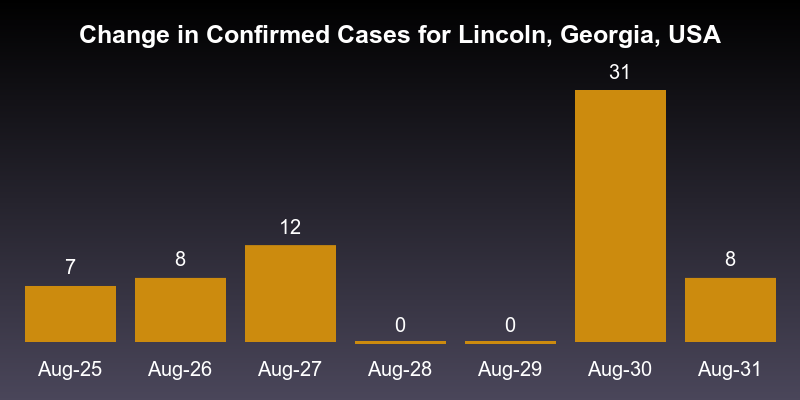 Change in Confirmed Cases for Lincoln, Georgia, USA
31
12
7
8
8
0
0
Aug-25
Aug-26
Aug-27
Aug-28
Aug-29
Aug-30
Aug-31